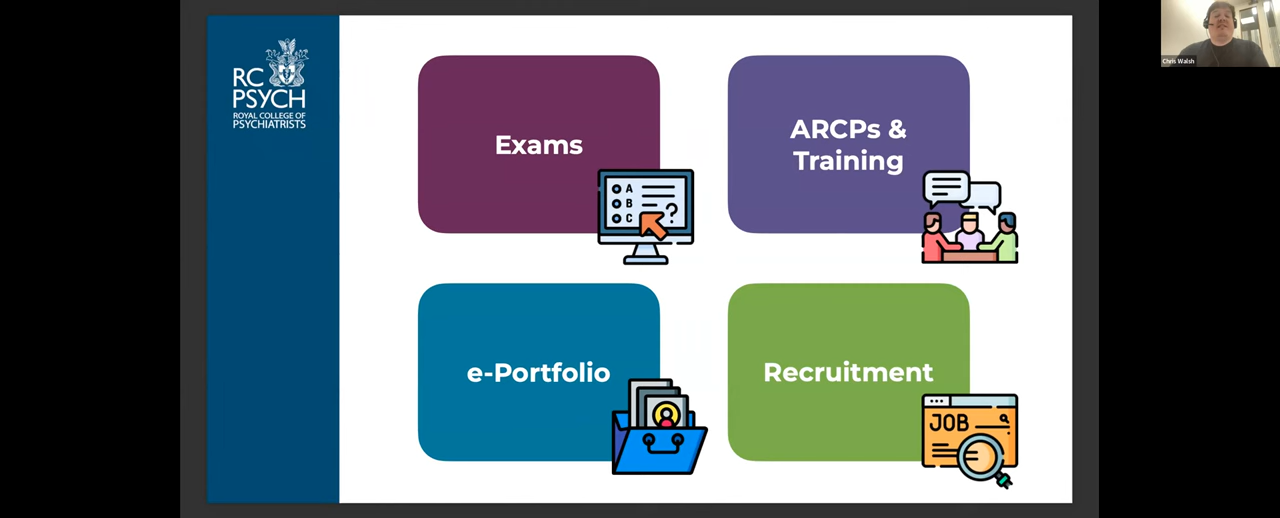 RC
PSYCH
ROYAL COLLEGE OF
PSYCHIATRISTS
Exams
A
B
C
?
ARCPs &
Training
e-Portfolio
Recruitment
JOB
Chris Walsh